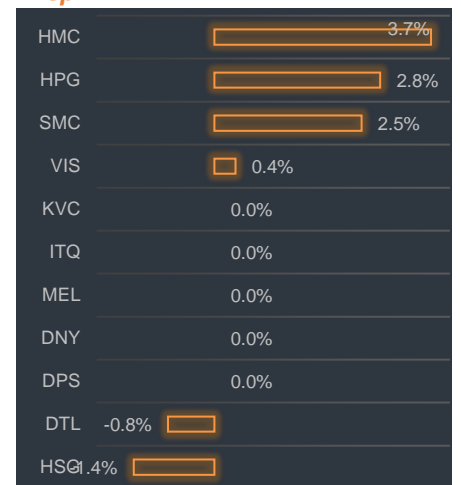 HMC 3.7%
HPG 2.8%
SMC 2.5%
VIS 0.4%
KVC 0.0%
ITQ 0.0%
MEL 0.0%
DNY 0.0%
DPS 0.0%
DTL -0.8%
HSG -1.4%